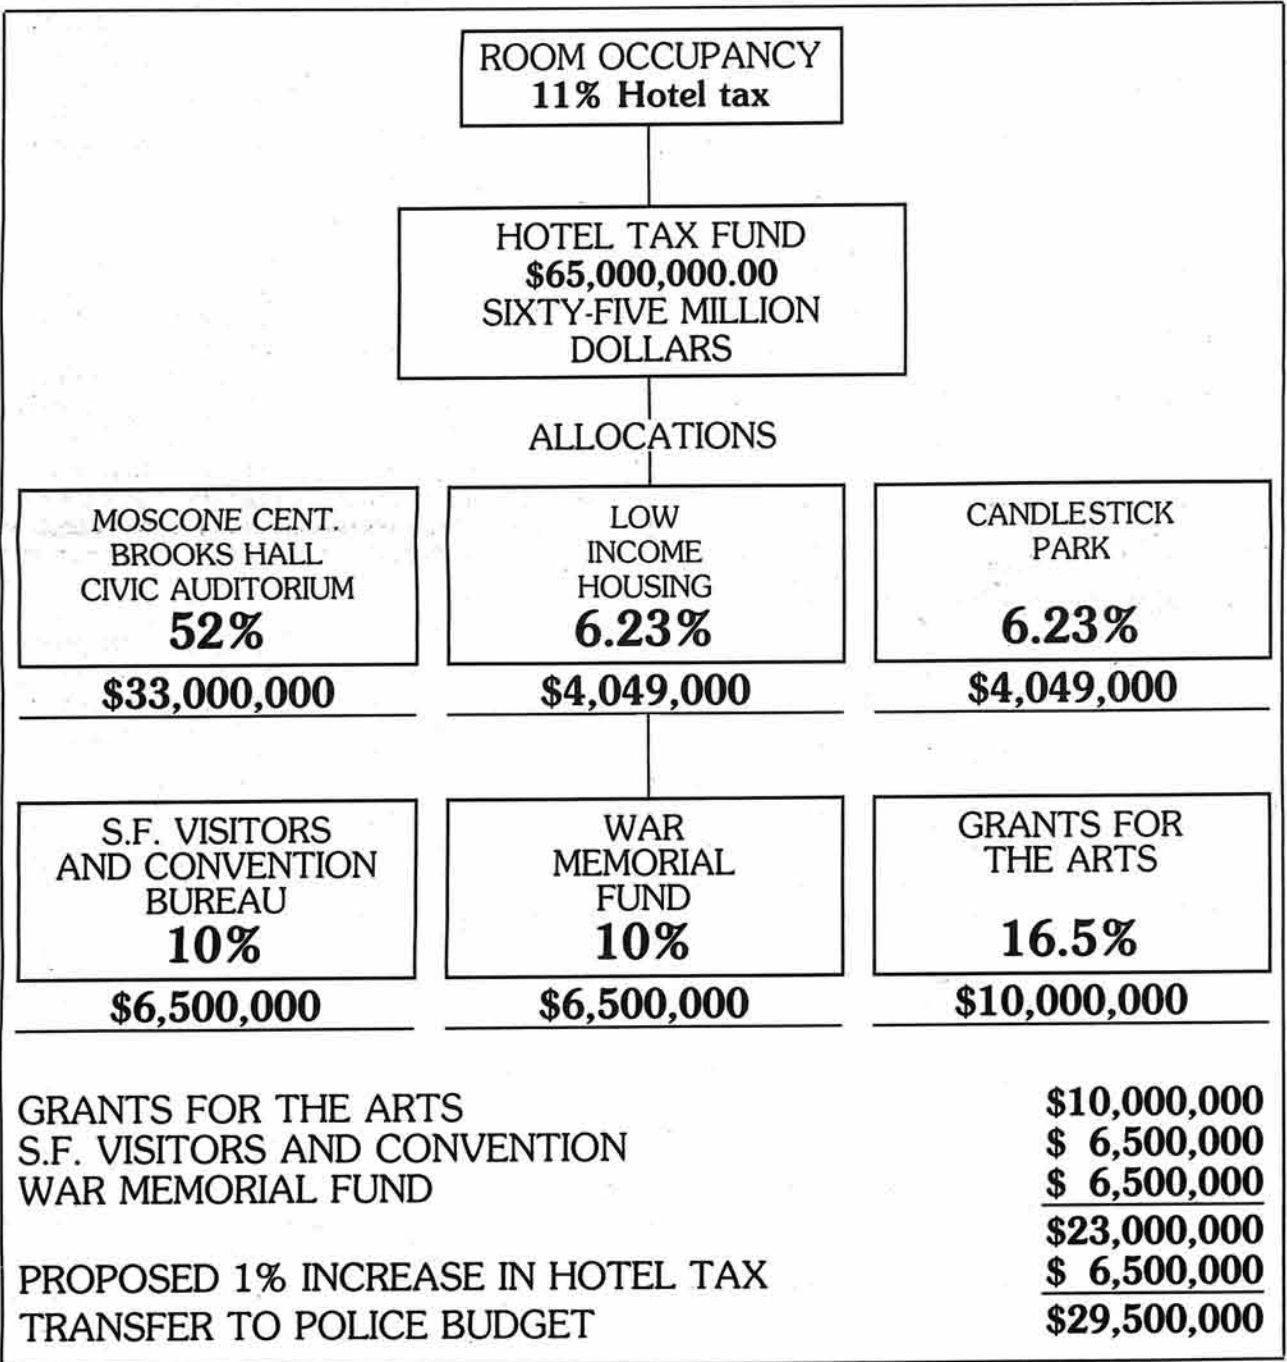 ROOM OCCUPANCY
11% Hotel tax
HOTEL TAX FUND
$65,000,000.00
SIXTY-FIVE MILLION
DOLLARS
ALLOCATIONS
MOSCONE CENT.
BROOKS HALL
CIVIC AUDITORIUM
52%
$33,000,000
LOW
INCOME
HOUSING
6.23%
$4,049,000
CANDLESTICK
PARK
6.23%
$4,049,000
S.F. VISITORS
AND CONVENTION
BUREAU
10%
$6,500,000
WAR
MEMORIAL
FUND
10%
$6,500,000
GRANTS FOR
THE ARTS
16.5%
$10,000,000
GRANTS FOR THE ARTS $10,000,000
S.F. VISITORS AND CONVENTION $ 6,500,000
WAR MEMORIAL FUND $ 6,500,000
$23,000,000
PROPOSED 1% INCREASE IN HOTEL TAX $ 6,500,000
TRANSFER TO POLICE BUDGET $29,500,000